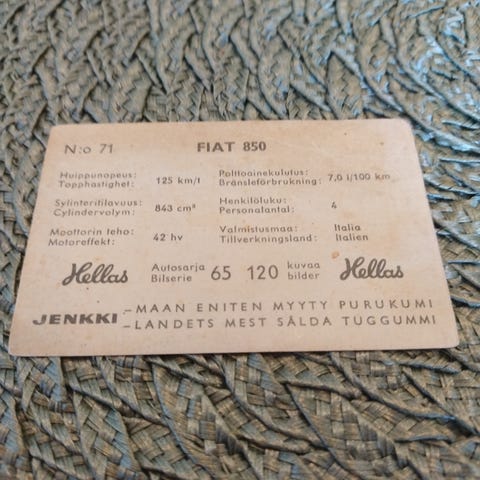 N:o 71 FIAT 850
Huippunopeus: 125 km/t Polttoainekulutus: 7,0 l/100 km
Topphastighet: Bränsleförbrukning:
Sylinteritilavuus: 843 cm³ Henkilöluku: 4
Cylindervolym: Personalantal:
Moottorin teho: 42 hv Valmistusmaa: Italia
Motoreffekt: Tillverkningsland: Italien
Hellas Autosarja 65 120 kuvaa Hellas
Bilserie bilder
JENKKI –MAAN ENITEN MYYTY PURUKUMI
–LANDETS MEST SÅLDA TUGGUMMI